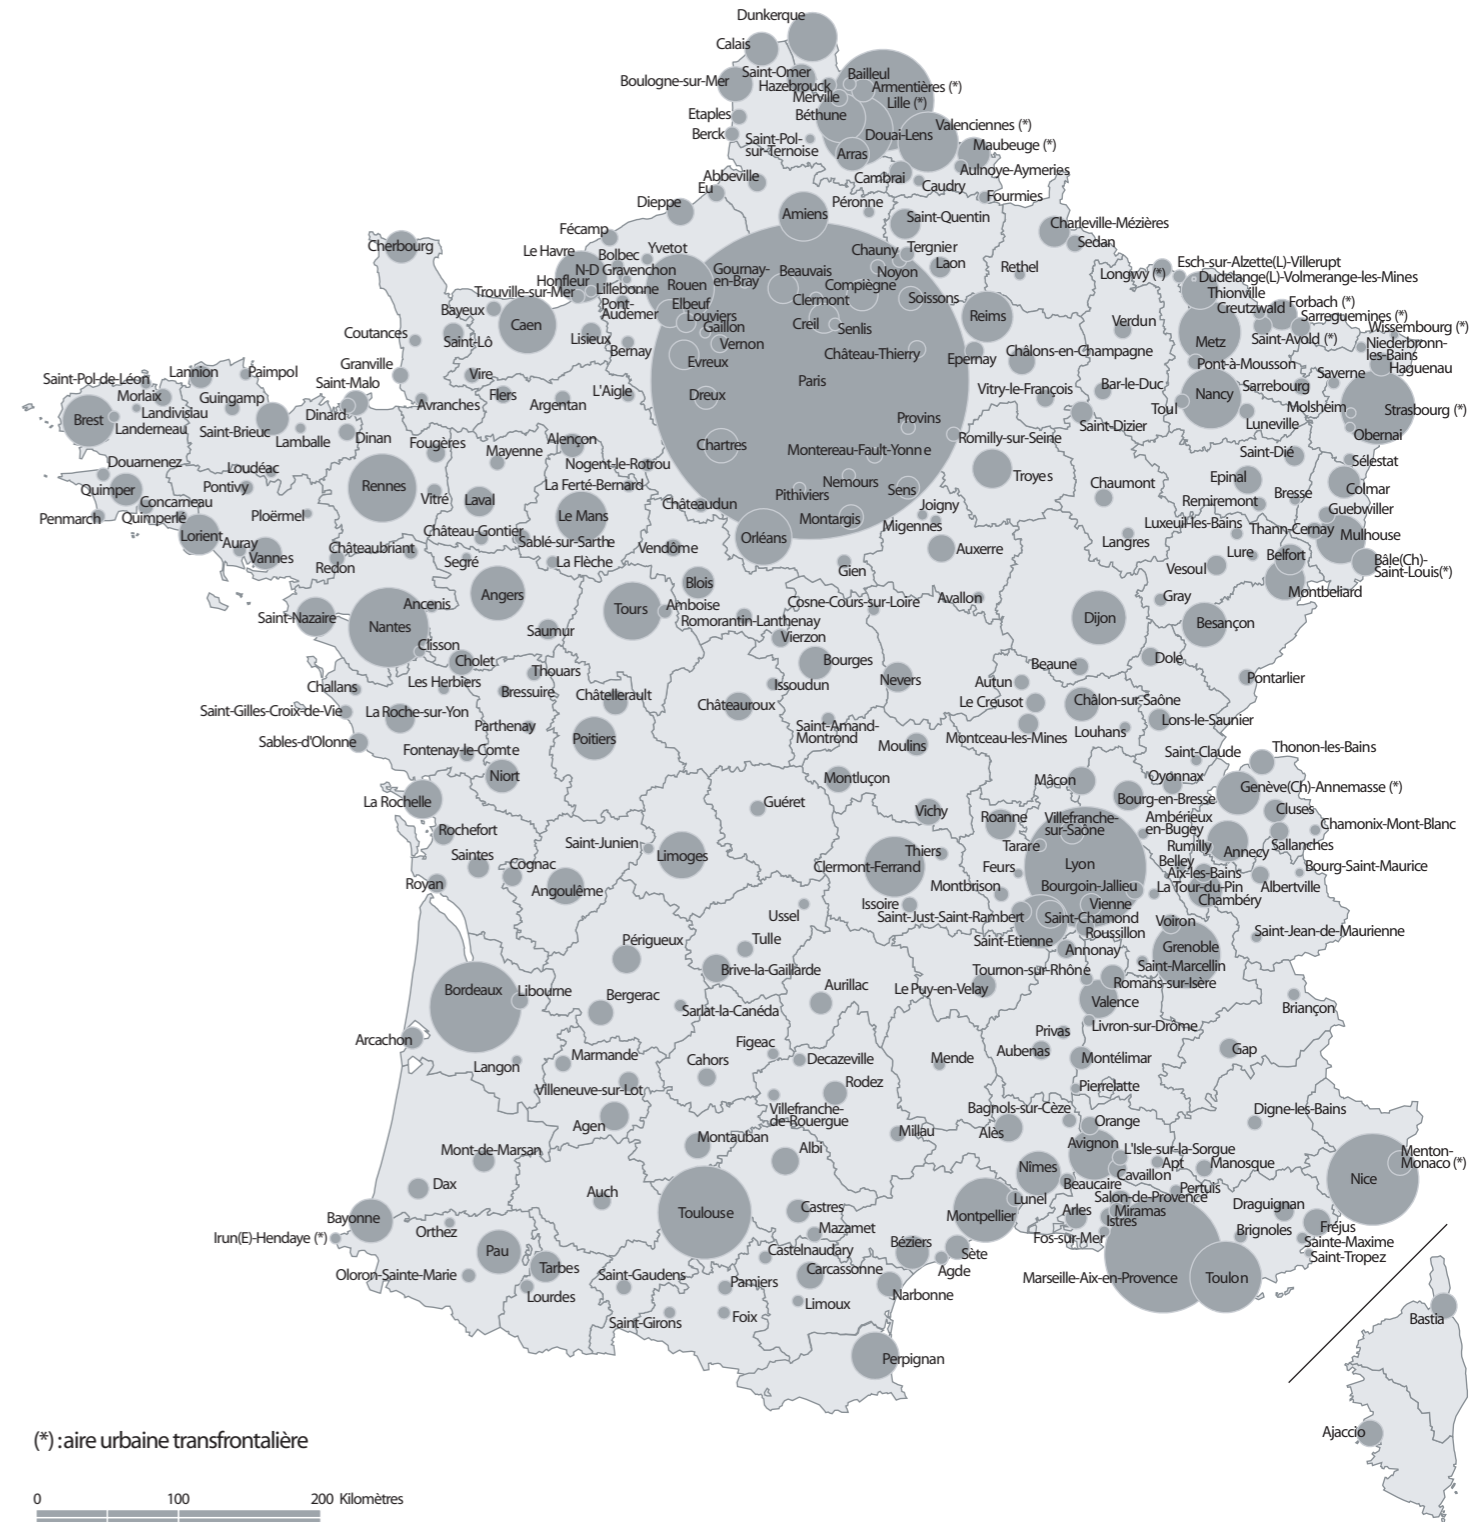 Dunkerque
Calais
Saint-Omer
Bailleul
Boulogne-sur-Mer
Hazebrouck
Armentières (*)
Merville
Lille (*)
Etaples
Béthune
Valenciennes (*)
Berck
Saint-Pol-
sur-Ternoise
Douai-Lens
Maubeuge (*)
Arras
Aulnoye-Aymeries
Abbeville
Cambrai
Caudry
Eu
Fourmies
Dieppe
Péronne
Amiens
Saint-Quentin
Charleville-Mézières
Fécamp
Sedan
Cherbourg
Le Havre
Bolbec
Yvetot
Chauny
Tergnier
Laon
Rethel
Longwy (*)
Esch-sur-Alzette(L)-Villerupt
Dudelange(L)-Volmerange-les-Mines
N-D Gravenchon
Gournay-
en-Bray
Beauvais
Noyon
Honfleur
Lillebonne
Rouen
Compiègne
Thionville
Trouville-sur-Mer
Pont-
Audemer
Elbeuf
Clermont
Soissons
Creutzwald
Forbach (*)
Sarreguemines (*)
Bayeux
Louviers
Caen
Gaillon
Creil
Senlis
Reims
Verdun
Wissembourg (*)
Coutances
Saint-Lô
Lisieux
Vernon
Metz
Saint-Avold (*)
Niederbronn-
les-Bains
Bernay
Evreux
Château-Thierry
Epernay
Châlons-en-Champagne
Pont-à-Mousson
Haguenau
Granville
Vire
Paris
Saverne
Saint-Pol-de-Léon
Lannion
Paimpol
Saint-Malo
Flers
Argentan
L'Aigle
Dreux
Vitry-le-François
Bar-le-Duc
Nancy
Sarrebourg
Morlaix
Guingamp
Avranches
Toul
Molsheim
Strasbourg (*)
Brest
Landivisiau
Landerneau
Dinard
Provins
Saint-Dizier
Luneville
Saint-Brieuc
Lamballe
Dinan
Fougères
Alençon
Chartres
Romilly-sur-Seine
Obernai
Mayenne
Montereau-Fault-Yonne
Saint-Dié
Douarnenez
Loudéac
Nogent-le-Rotrou
Troyes
Epinal
Sélestat
Quimper
Pontivy
Rennes
Vitré
Laval
La Ferté-Bernard
Nemours
Sens
Chaumont
Remiremont
Bresse
Colmar
Concarneau
Châteaudun
Pithiviers
Joigny
Guebwiller
Penmarch
Quimperlé
Ploërmel
Le Mans
Montargis
Migennes
Luxeuil-les-Bains
Thann-Cernay
Château-Gontier
Lorient
Auray
Châteaubriant
Sablé-sur-Sarthe
Orléans
Langres
Mulhouse
Vannes
Redon
Segré
La Flèche
Vendôme
Auxerre
Lure
Belfort
Bâle(Ch)-
Saint-Louis(*)
Gien
Vesoul
Blois
Montbeliard
Angers
Tours
Amboise
Cosne-Cours-sur-Loire
Avallon
Gray
Saint-Nazaire
Ancenis
Romorantin-Lanthenay
Dijon
Besançon
Nantes
Saumur
Vierzon
Clisson
Cholet
Bourges
Beaune
Dole
Thouars
Issoudun
Nevers
Autun
Pontarlier
Challans
Les Herbiers
Bressuire
Châtellerault
Le Creusot
Châlon-sur-Saône
Saint-Gilles-Croix-de-Vie
La Roche-sur-Yon
Châteauroux
Parthenay
Saint-Amand-
Montrond
Lons-le-Saunier
Sables-d'Olonne
Poitiers
Moulins
Montceau-les-Mines
Louhans
Fontenay-le-Comte
Saint-Claude
Thonon-les-Bains
Niort
Montluçon
Mâcon
Oyonnax
Genève(Ch)-Annemasse (*)
La Rochelle
Guéret
Vichy
Bourg-en-Bresse
Cluses
Roanne
Villefranche-
sur-Saône
Ambérieux
en-Bugey
Chamonix-Mont-Blanc
Rochefort
Saint-Junien
Tarare
Rumilly
Sallanches
Saintes
Cognac
Limoges
Thiers
Annecy
Clermont-Ferrand
Feurs
Lyon
Belley
Bourg-Saint-Maurice
Royan
Angoulême
Aix-les-Bains
Montbrison
Bourgoin-Jallieu
La Tour-du-Pin
Albertville
Issoire
Vienne
Chambéry
Ussel
Saint-Just-Saint-Rambert
Saint-Chamond
Voiron
Saint-Etienne
Roussillon
Saint-Jean-de-Maurienne
Périgueux
Tulle
Annonay
Grenoble
Brive-la-Gaillarde
Tournon-sur-Rhône
Saint-Marcellin
Bordeaux
Libourne
Bergerac
Aurillac
Le Puy-en-Velay
Romans-sur-Isère
Sarlat-la-Canéda
Valence
Briançon
Arcachon
Privas
Livron-sur-Drôme
Figeac
Marmande
Cahors
Decazeville
Mende
Aubenas
Montélimar
Gap
Langon
Villeneuve-sur-Lot
Rodez
Pierrelatte
Villefranche-
de-Rouergue
Bagnols-sur-Cèze
Digne-les-Bains
Agen
Orange
Montauban
Millau
Alès
Mont-de-Marsan
Albi
Avignon
L'Isle-sur-la-Sorgue
Menton-
Monaco (*)
Nîmes
Apt
Manosque
Dax
Auch
Cavaillon
Nice
Beaucaire
Pertuis
Lunel
Salon-de-Provence
Bayonne
Toulouse
Castres
Montpellier
Arles
Miramas
Draguignan
Orthez
Mazamet
Istres
Fréjus
Irun(E)-Hendaye (*)
Béziers
Fos-sur-Mer
Brignoles
Sainte-Maxime
Pau
Castelnaudary
Sète
Saint-Tropez
Oloron-Sainte-Marie
Tarbes
Saint-Gaudens
Carcassonne
Agde
Marseille-Aix-en-Provence
Toulon
Pamiers
Lourdes
Narbonne
Limoux
Saint-Girons
Foix
Bastia
Perpignan
Ajaccio
(*) : aire urbaine transfrontalière
0 100 200 Kilomètres